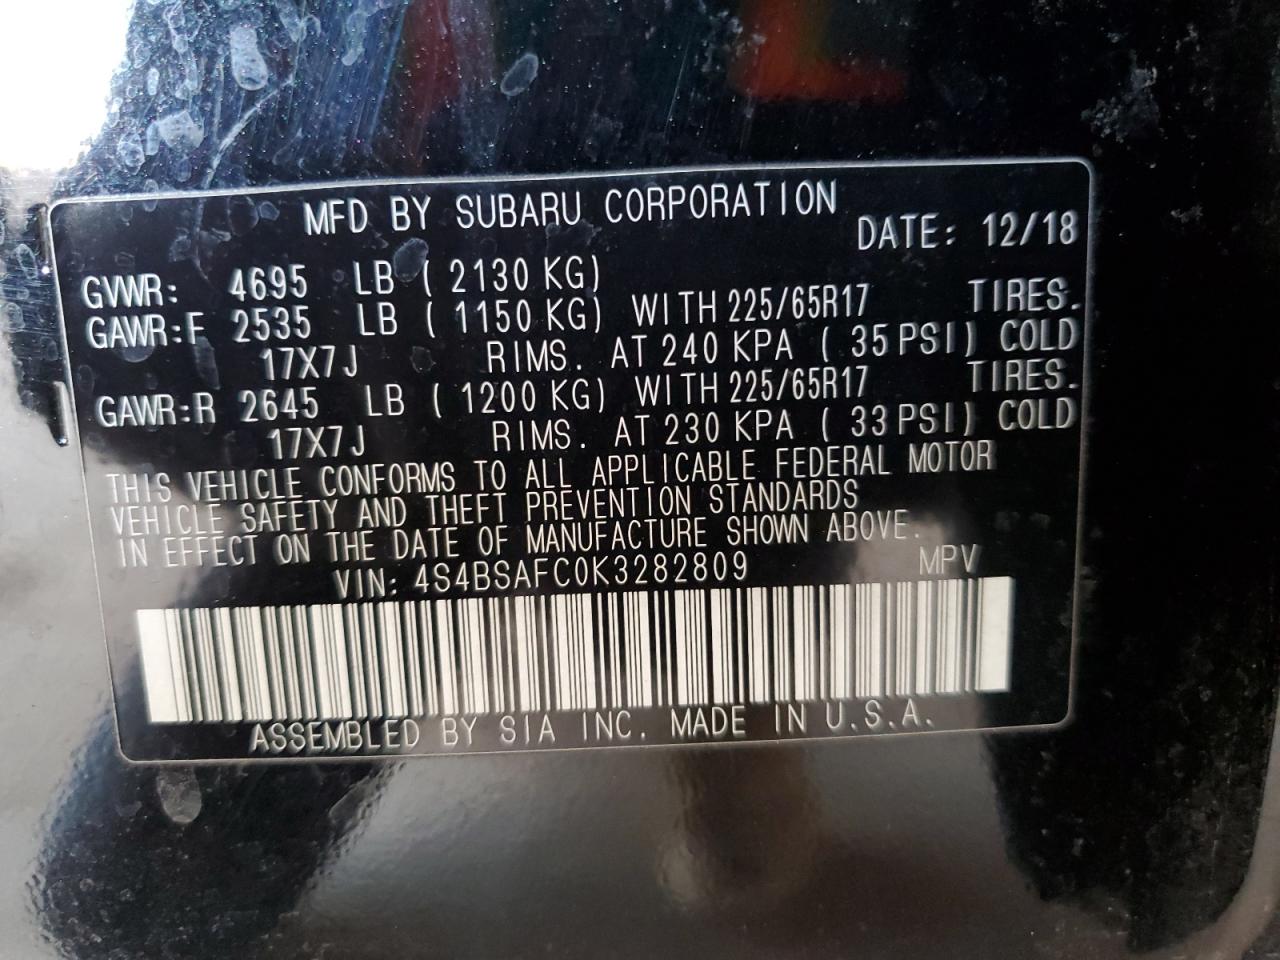 MFD BY SUBARU CORPORATION
DATE: 12/18
GVWR: 4695 LB ( 2130 KG)
GAWR:F 2535 LB ( 1150 KG) WITH 225/65R17 TIRES.
17X7J RIMS. AT 240 KPA ( 35 PSI) COLD
GAWR:R 2645 LB ( 1200 KG) WITH 225/65R17 TIRES.
17X7J RIMS. AT 230 KPA ( 33 PSI) COLD
THIS VEHICLE CONFORMS TO ALL APPLICABLE FEDERAL MOTOR
VEHICLE SAFETY AND THEFT PREVENTION STANDARDS
IN EFFECT ON THE DATE OF MANUFACTURE SHOWN ABOVE.
VIN: 4S4BSAFC0K3282809 MPV
ASSEMBLED BY SIA INC. MADE IN U.S.A.